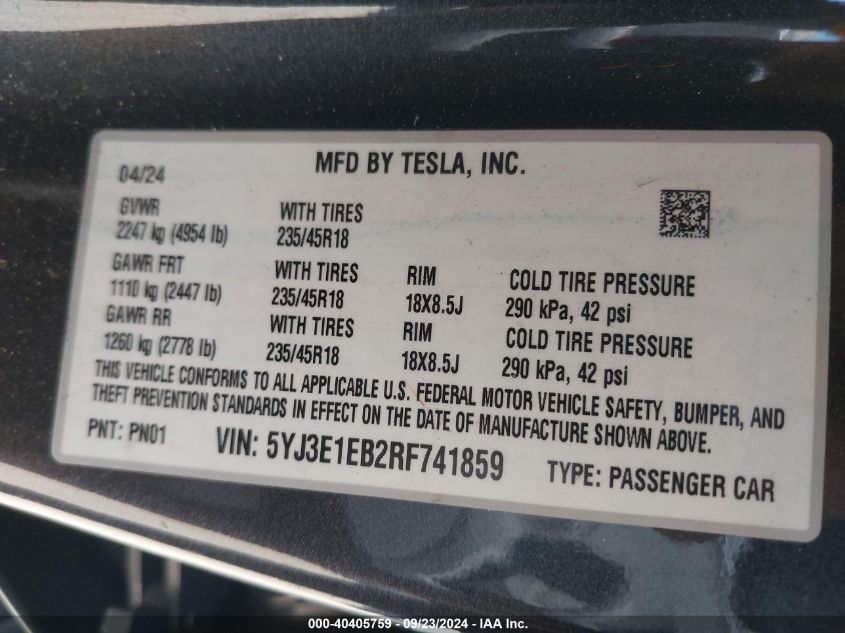 MFD BY TESLA, INC.
04/24
GVWR
2247 kg (4954 lb)
WITH TIRES
235/45R18
GAWR FRT
1110 kg (2447 lb)
WITH TIRES
235/45R18
RIM
18X8.5J
COLD TIRE PRESSURE
290 kPa, 42 psi
GAWR RR
1260 kg (2778 lb)
WITH TIRES
235/45R18
RIM
18X8.5J
COLD TIRE PRESSURE
290 kPa, 42 psi
THIS VEHICLE CONFORMS TO ALL APPLICABLE U.S. FEDERAL MOTOR VEHICLE SAFETY, BUMPER, AND
THEFT PREVENTION STANDARDS IN EFFECT ON THE DATE OF MANUFACTURE SHOWN ABOVE.
PNT: PN01
VIN: 5YJ3E1EB2RF741859
TYPE: PASSENGER CAR
000-40405759 - 09/23/2024 - IAA Inc.